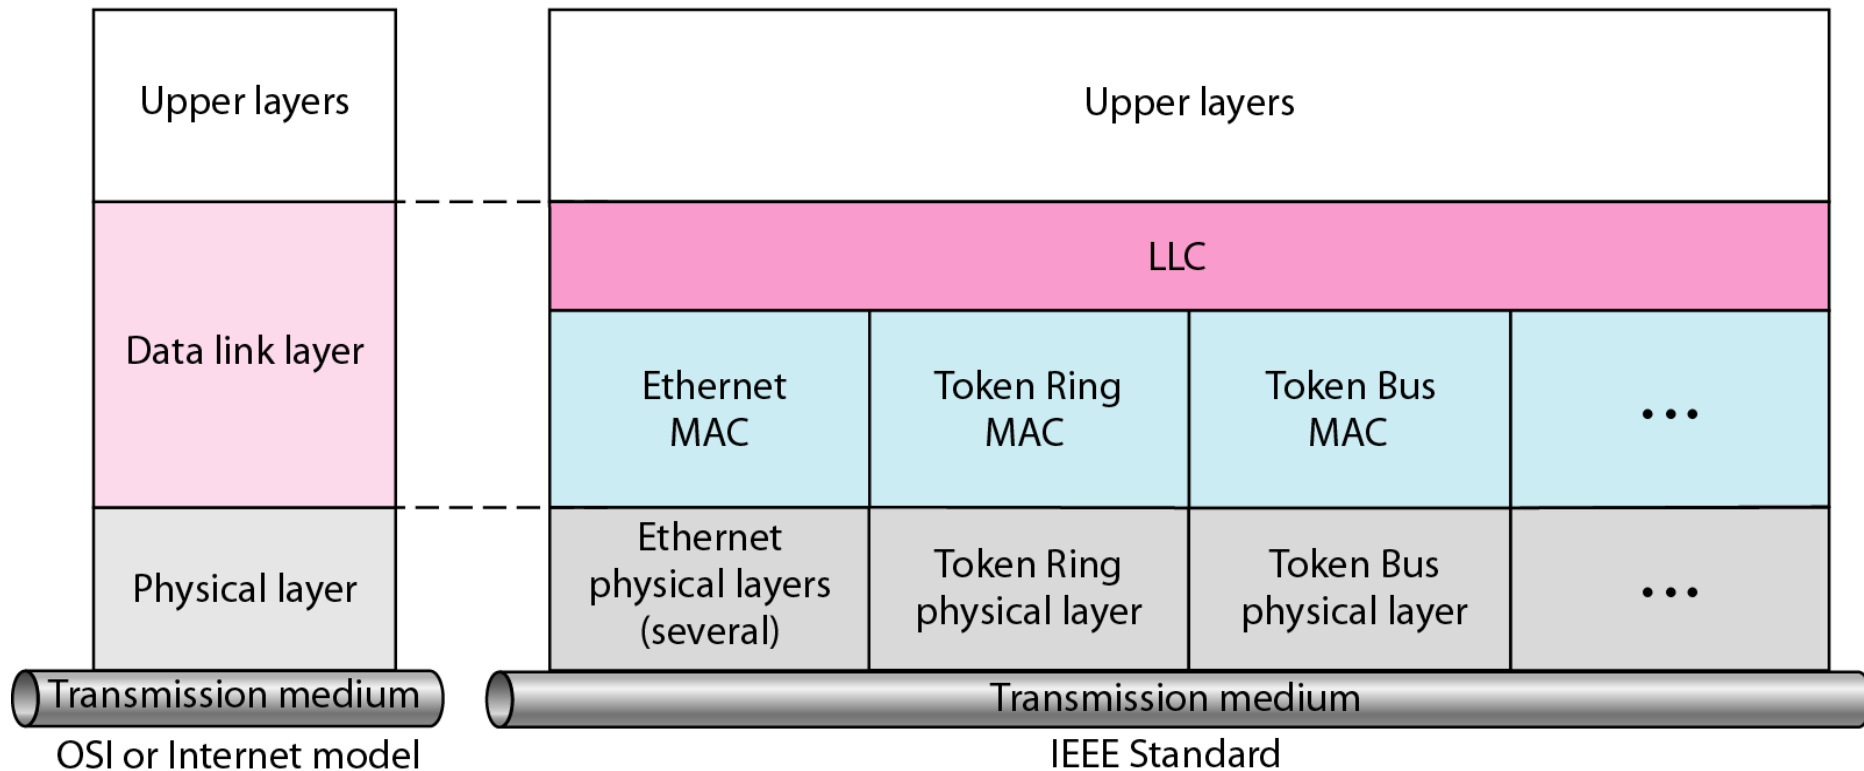 Upper layers
Data link layer
Physical layer
Transmission medium
OSI or Internet model
Upper layers
LLC
Ethernet
MAC
Token Ring
MAC
Token Bus
MAC
...
Ethernet
physical layers
(several)
Token Ring
physical layer
Token Bus
physical layer
...
Transmission medium
IEEE Standard